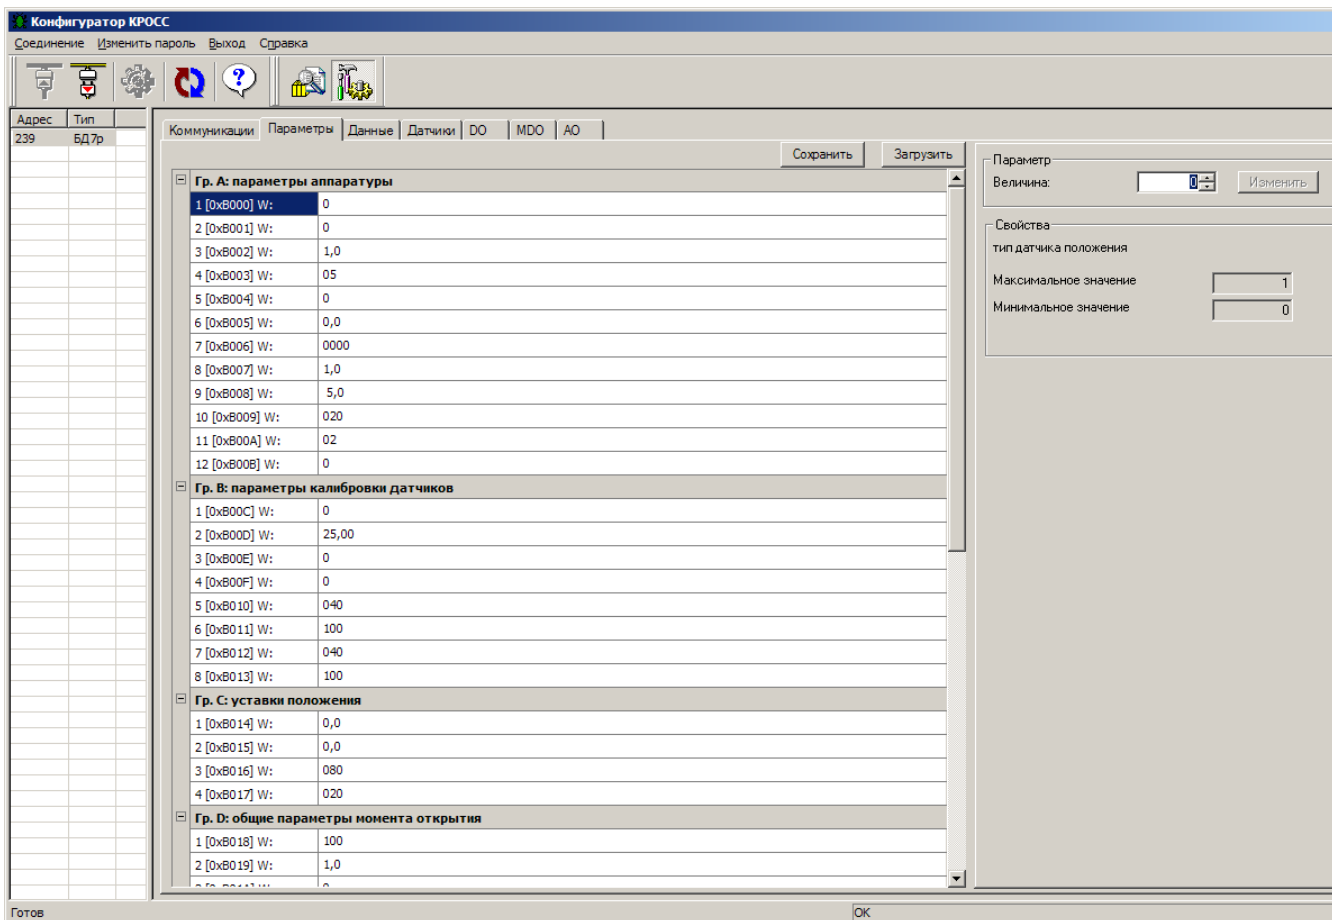 Конфигуратор КРОСС
Соединение Изменить пароль Выход Справка
Адрес Тип
239 БД7р
Коммуникации Параметры Данные Датчики DO MDO AO
Сохранить Загрузить
Гр. A: параметры аппаратуры
1 [0xB000] W: 0
2 [0xB001] W: 0
3 [0xB002] W: 1,0
4 [0xB003] W: 05
5 [0xB004] W: 0
6 [0xB005] W: 0,0
7 [0xB006] W: 0000
8 [0xB007] W: 1,0
9 [0xB008] W: 5,0
10 [0xB009] W: 020
11 [0xB00A] W: 02
12 [0xB00B] W: 0
Гр. B: параметры калибровки датчиков
1 [0xB00C] W: 0
2 [0xB00D] W: 25,00
3 [0xB00E] W: 0
4 [0xB00F] W: 0
5 [0xB010] W: 040
6 [0xB011] W: 100
7 [0xB012] W: 040
8 [0xB013] W: 100
Гр. C: уставки положения
1 [0xB014] W: 0,0
2 [0xB015] W: 0,0
3 [0xB016] W: 080
4 [0xB017] W: 020
Гр. D: общие параметры момента открытия
1 [0xB018] W: 100
2 [0xB019] W: 1,0
Параметр
Величина: 0 Изменить
Свойства
тип датчика положения
Максимальное значение 1
Минимальное значение 0
Готов OK